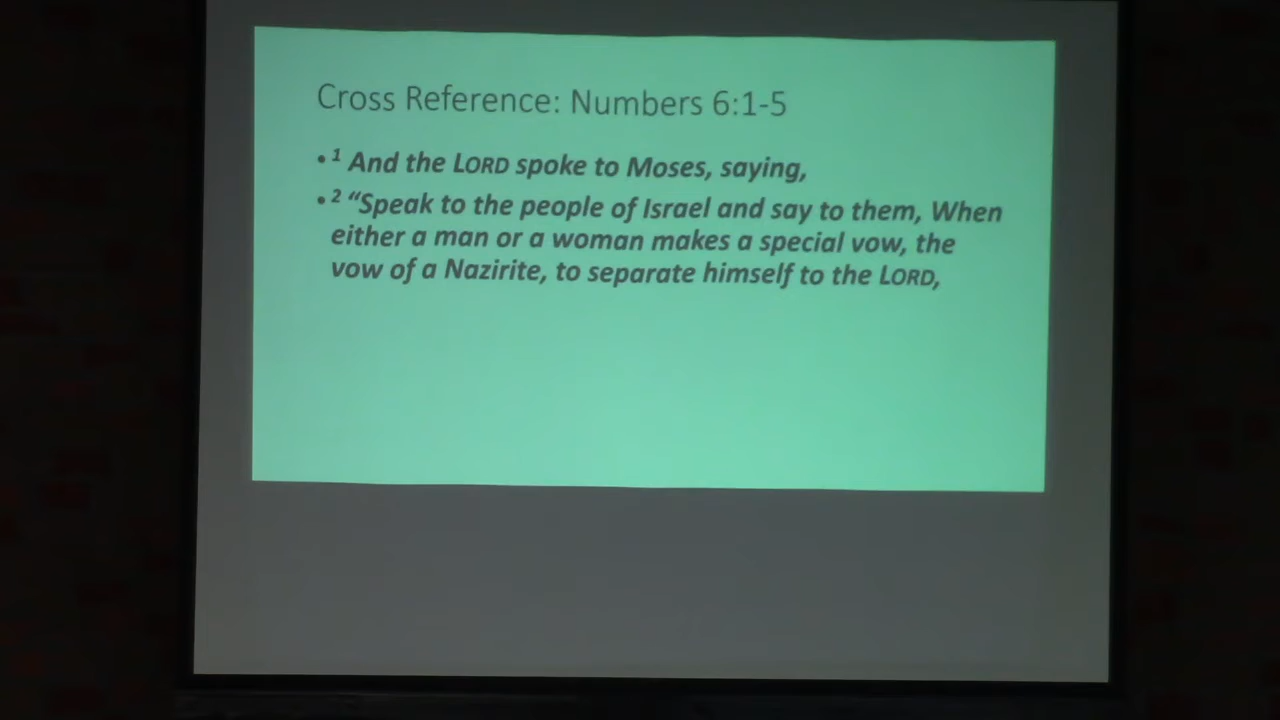 Cross Reference: Numbers 6:1-5
• ¹ And the LORD spoke to Moses, saying,
• ² “Speak to the people of Israel and say to them, When
either a man or a woman makes a special vow, the
vow of a Nazirite, to separate himself to the LORD,